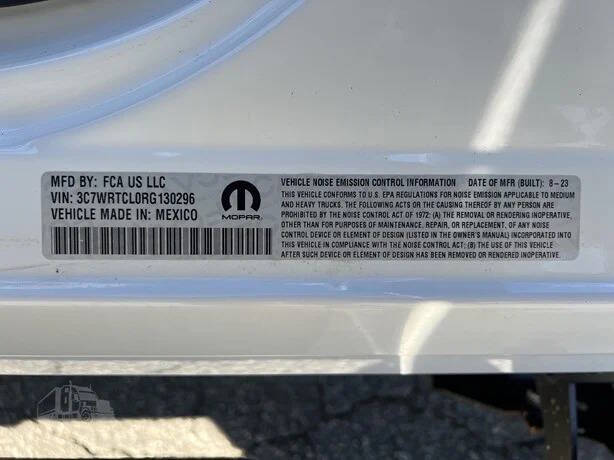 MFD BY: FCA US LLC
VIN: 3C7WRTCL0RG130296
VEHICLE MADE IN: MEXICO
MOPAR
VEHICLE NOISE EMISSION CONTROL INFORMATION DATE OF MFR (BUILT): 8-23
THIS VEHICLE CONFORMS TO U.S. EPA REGULATIONS FOR NOISE EMISSION APPLICABLE TO MEDIUM
AND HEAVY TRUCKS. THE FOLLOWING ACTS OR THE CAUSING THEREOF BY ANY PERSON ARE
PROHIBITED BY THE NOISE CONTROL ACT OF 1972: (A) THE REMOVAL OR RENDERING INOPERATIVE,
OTHER THAN FOR PURPOSES OF MAINTENANCE, REPAIR, OR REPLACEMENT, OF ANY NOISE
CONTROL DEVICE OR ELEMENT OF DESIGN (LISTED IN THE OWNER'S MANUAL) INCORPORATED INTO
THIS VEHICLE IN COMPLIANCE WITH THE NOISE CONTROL ACT; (B) THE USE OF THIS VEHICLE
AFTER SUCH DEVICE OR ELEMENT OF DESIGN HAS BEEN REMOVED OR RENDERED INOPERATIVE.